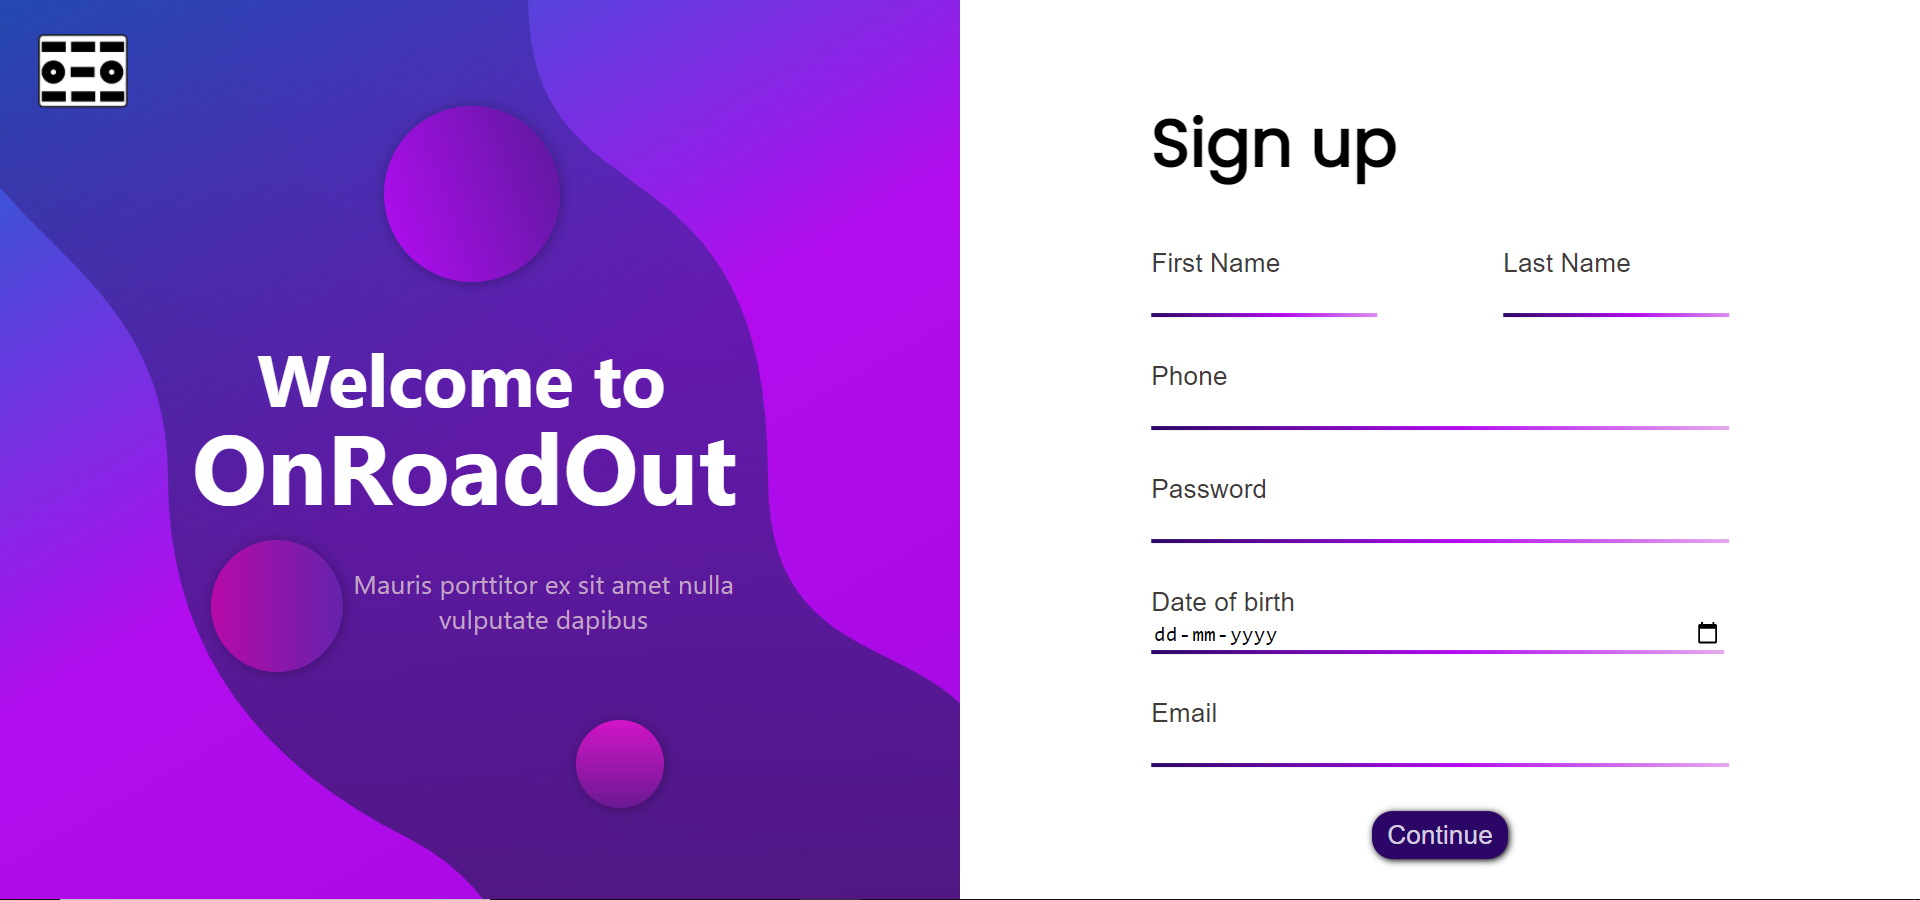 Welcome to
OnRoadOut
Mauris porttitor ex sit amet nulla
vulputate dapibus
Sign up
First Name
Last Name
Phone
Password
Date of birth
dd-mm-yyyy
Email
Continue